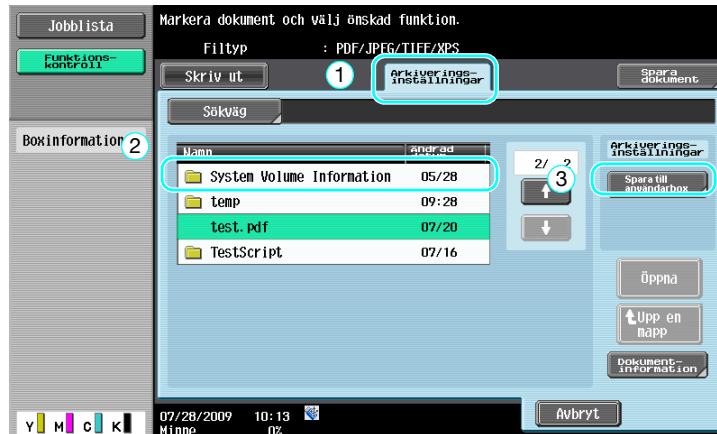 Jobblista
Funktions-
kontroll
Boxinformation
2
Markera dokument och välj önskad funktion.
Filtyp : PDF/JPEG/TIFF/XPS
Skriv ut
1
Arkiverings-
inställningar
Spara
dokument
Sökväg
Namn
ändrad
System Volume Information 05/28
temp 09:28
test.pdf 07/20
TestScript 07/16
2/ 2
3
Arkiverings-
inställningar
Spara till
användarbox
Öppna
Upp en
mapp
Dokument-
information
Avbryt
07/28/2009 10:13
Minne 0%
Y M C K